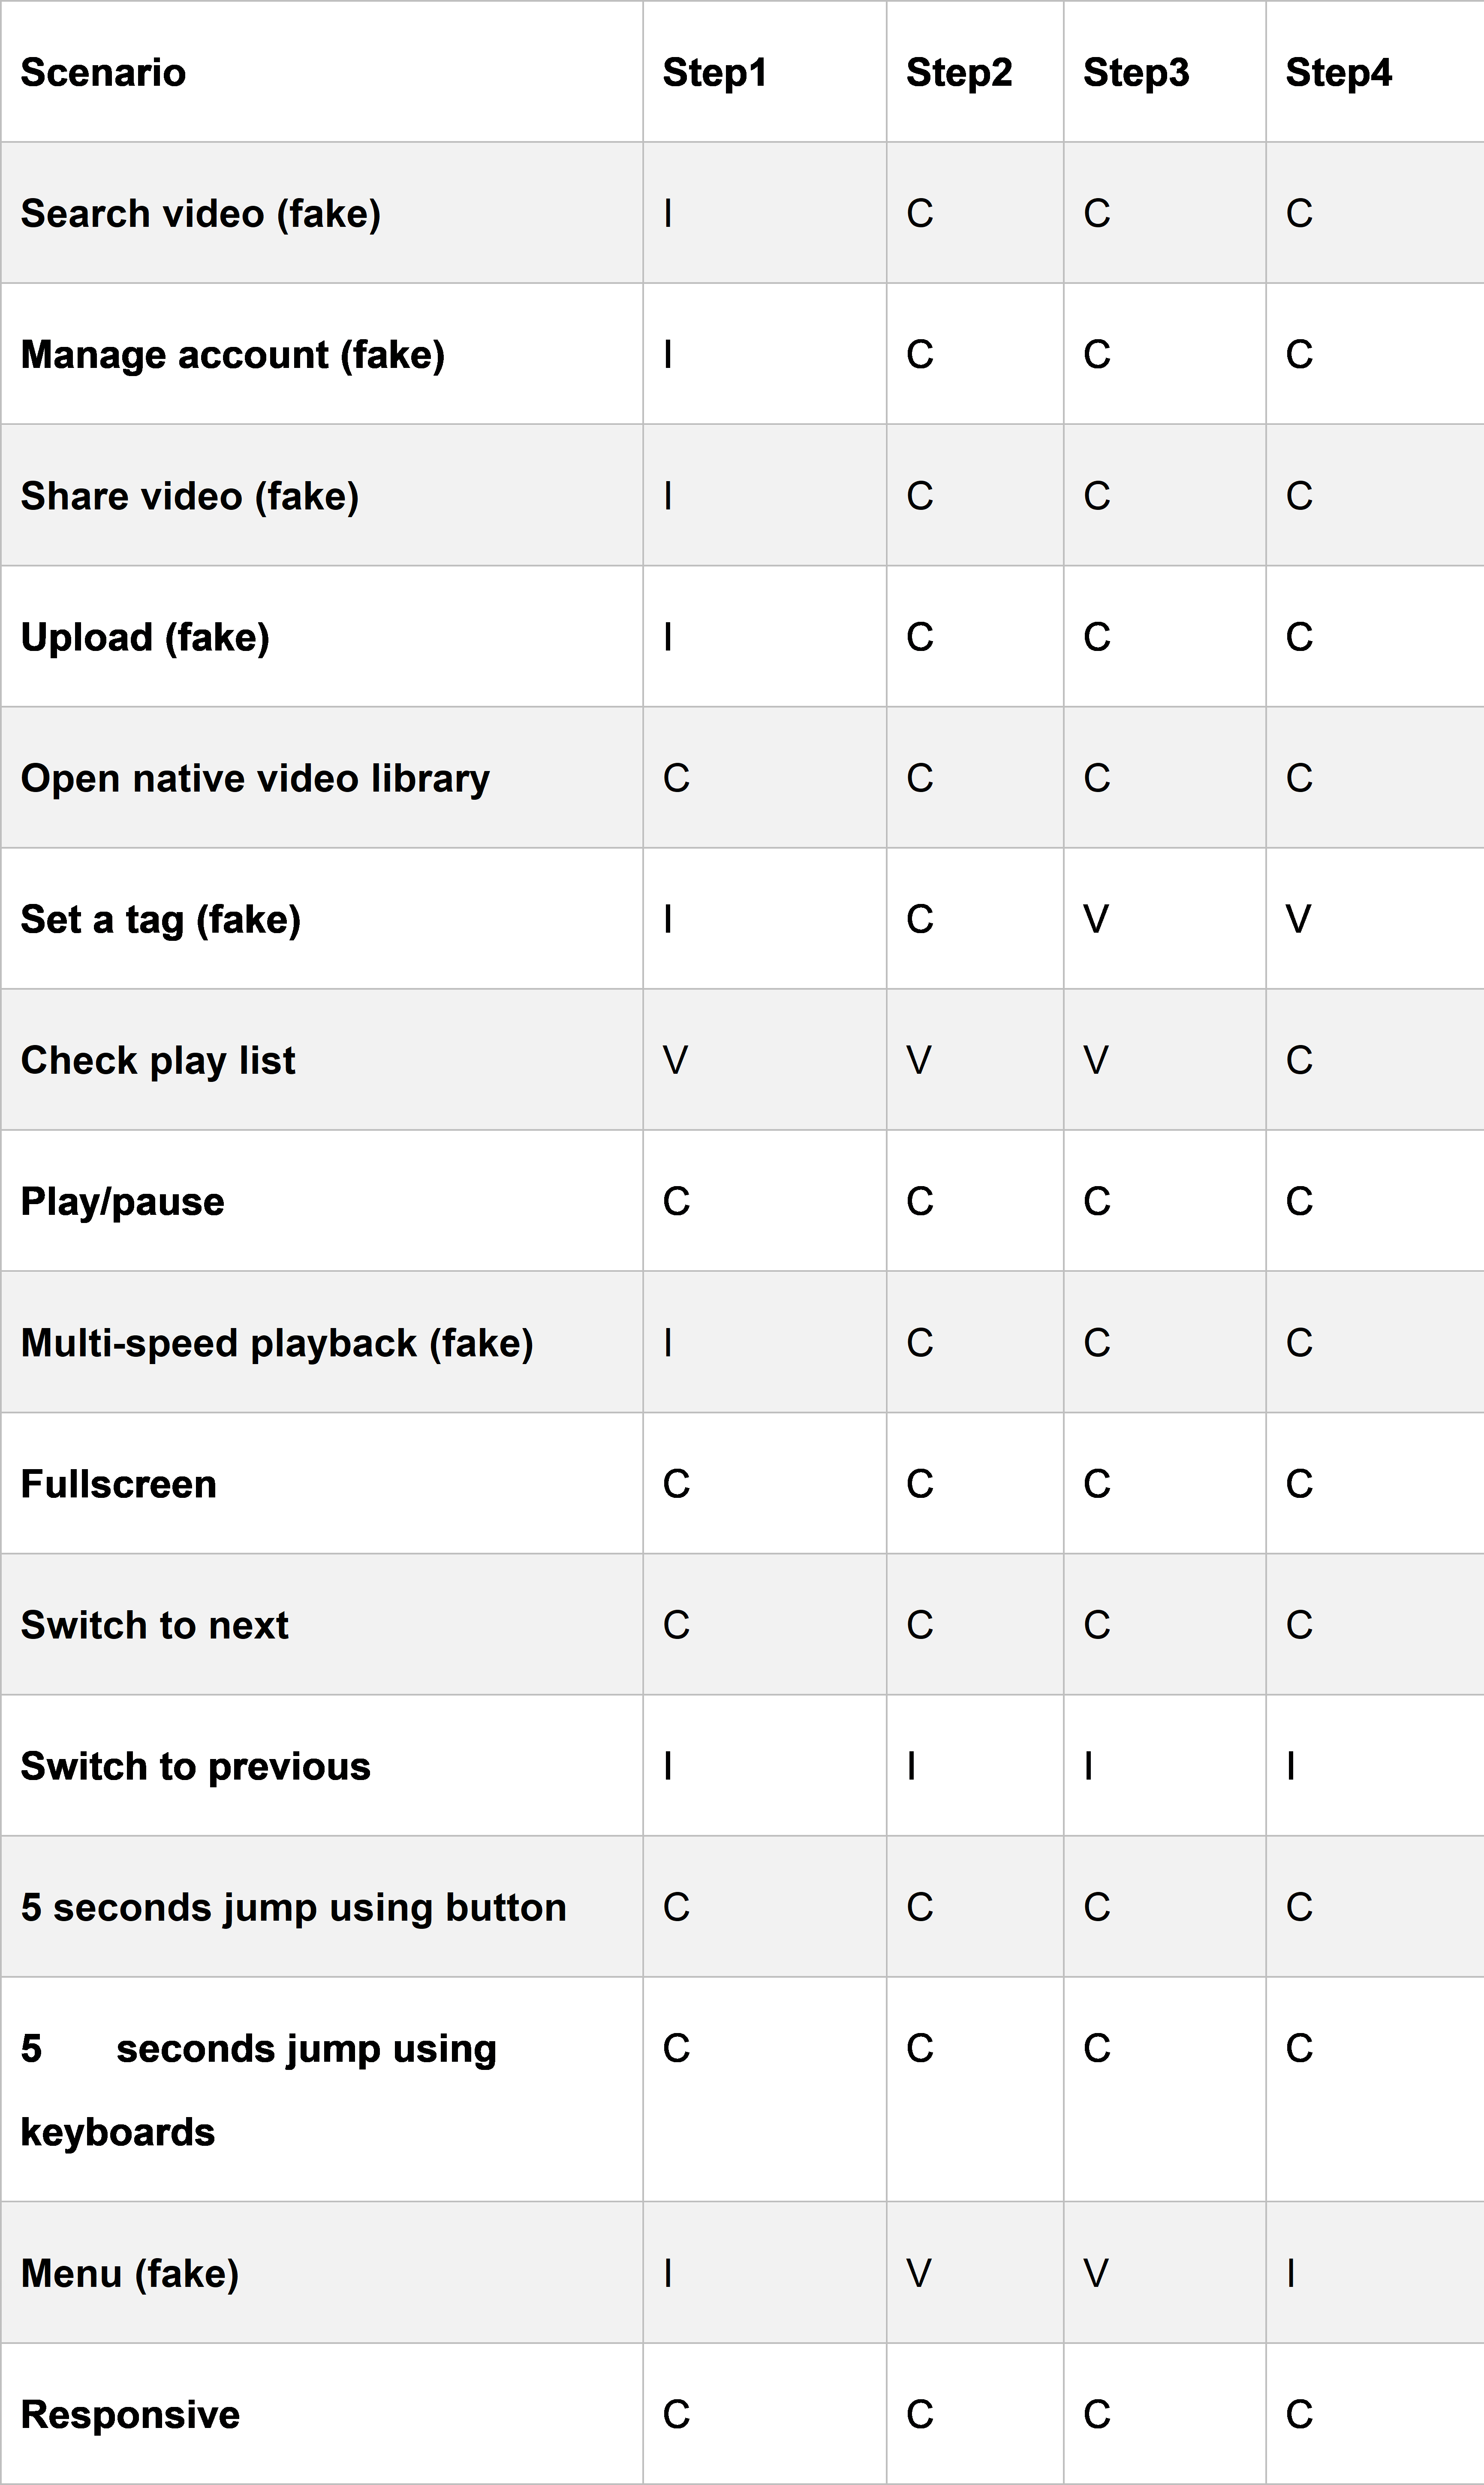 Scenario Step1 Step2 Step3 Step4
Search video (fake) I C C C
Manage account (fake) I C C C
Share video (fake) I C C C
Upload (fake) I C C C
Open native video library C C C C
Set a tag (fake) I C V V
Check play list V V V C
Play/pause C C C C
Multi-speed playback (fake) I C C C
Fullscreen C C C C
Switch to next C C C C
Switch to previous I I I I
5 seconds jump using button C C C C
5 seconds jump using C C C C
keyboards
Menu (fake) I V V I
Responsive C C C C